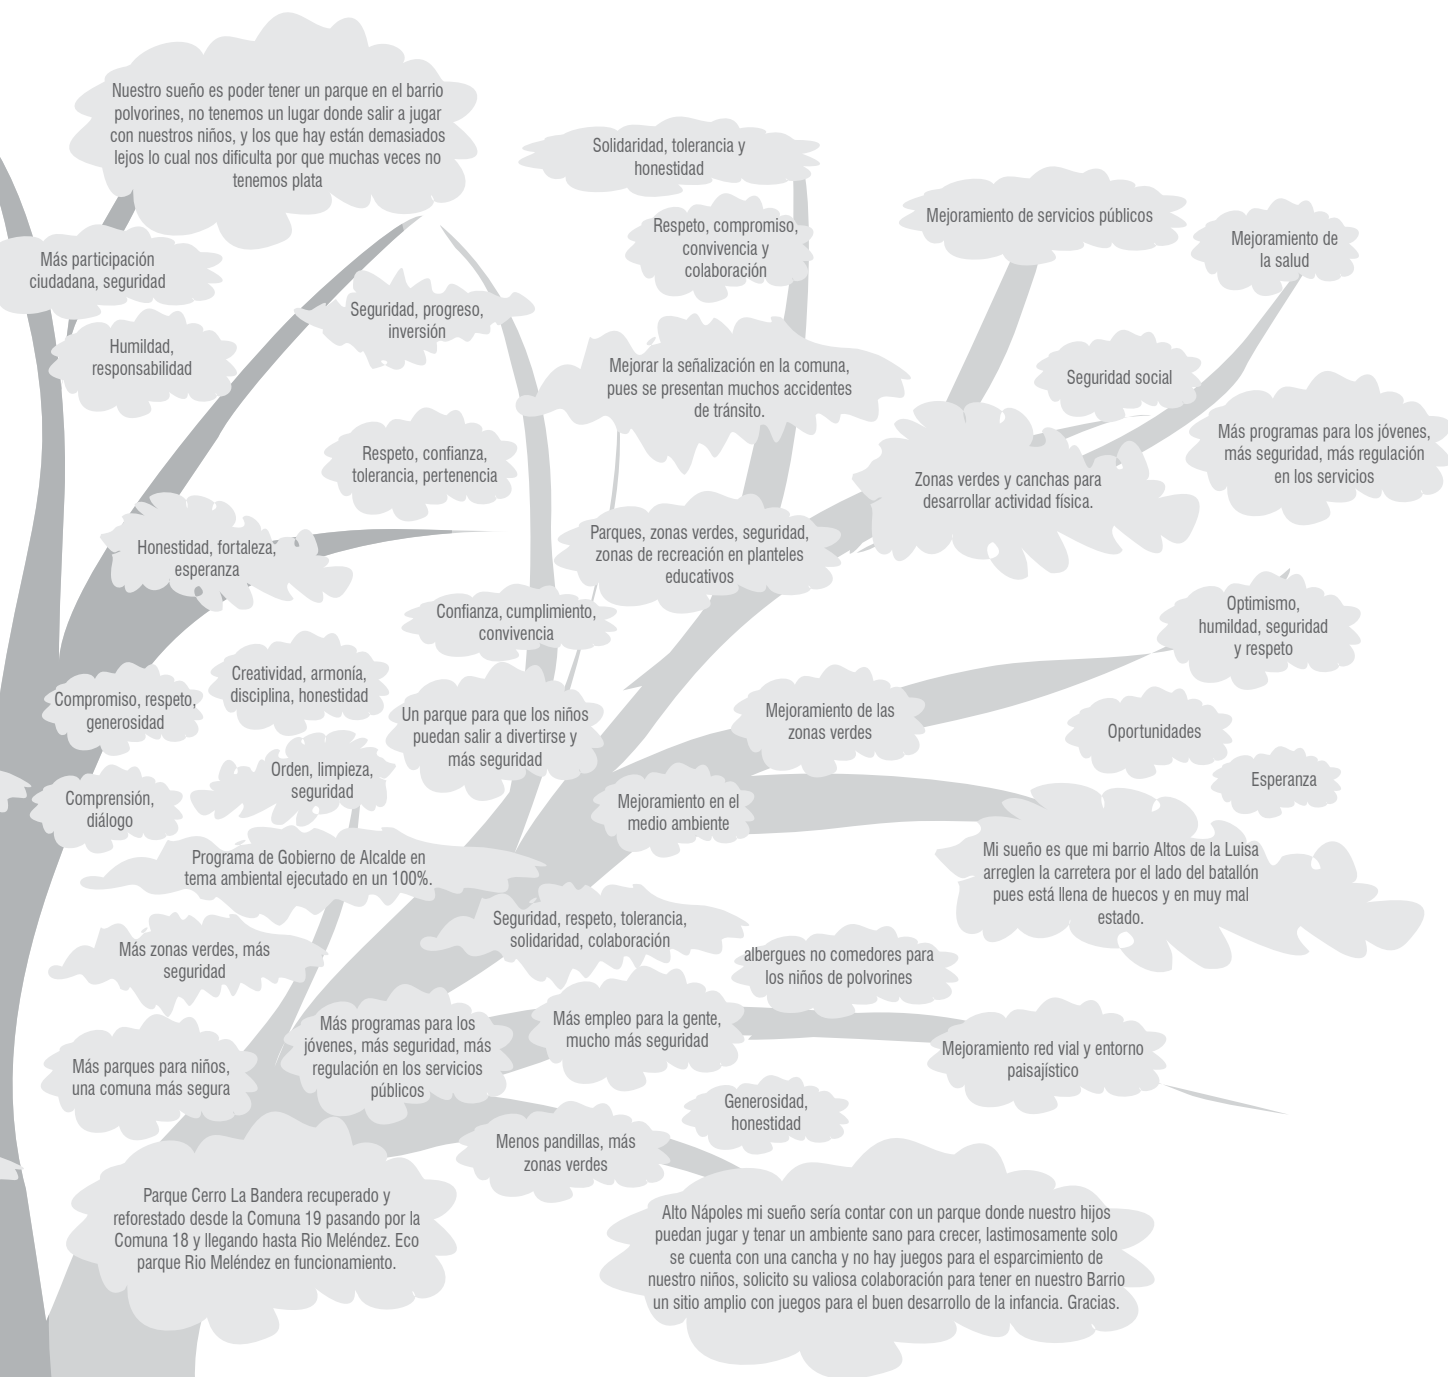 Nuestro sueño es poder tener un parque en el barrio
polvorines, no tenemos un lugar donde salir a jugar
con nuestros niños, y los que hay están demasiados
lejos lo cual nos dificulta por que muchas veces no
tenemos plata
Solidaridad, tolerancia y
honestidad
Mejoramiento de servicios públicos
Respeto, compromiso,
convivencia y
colaboración
Mejoramiento de
la salud
Más participación
ciudadana, seguridad
Seguridad, progreso,
inversión
Humildad,
responsabilidad
Mejorar la señalización en la comuna,
pues se presentan muchos accidentes
de tránsito.
Seguridad social
Más programas para los jóvenes,
más seguridad, más regulación
en los servicios
Respeto, confianza,
tolerancia, pertenencia
Zonas verdes y canchas para
desarrollar actividad física.
Honestidad, fortaleza,
esperanza
Parques, zonas verdes, seguridad,
zonas de recreación en planteles
educativos
Confianza, cumplimiento,
convivencia
Optimismo,
humildad, seguridad
y respeto
Compromiso, respeto,
generosidad
Creatividad, armonía,
disciplina, honestidad
Un parque para que los niños
puedan salir a divertirse y
más seguridad
Mejoramiento de las
zonas verdes
Oportunidades
Orden, limpieza,
seguridad
Esperanza
Comprensión,
diálogo
Mejoramiento en el
medio ambiente
Programa de Gobierno de Alcalde en
tema ambiental ejecutado en un 100%.
Mi sueño es que mi barrio Altos de la Luisa
arreglen la carretera por el lado del batallón
pues está llena de huecos y en muy mal
estado.
Seguridad, respeto, tolerancia,
solidaridad, colaboración
Más zonas verdes, más
seguridad
albergues no comedores para
los niños de polvorines
Más programas para los
jóvenes, más seguridad, más
regulación en los servicios
públicos
Más empleo para la gente,
mucho más seguridad
Mejoramiento red vial y entorno
paisajístico
Más parques para niños,
una comuna más segura
Generosidad,
honestidad
Menos pandillas, más
zonas verdes
Parque Cerro La Bandera recuperado y
reforestado desde la Comuna 19 pasando por la
Comuna 18 y llegando hasta Rio Meléndez. Eco
parque Rio Meléndez en funcionamiento.
Alto Nápoles mi sueño sería contar con un parque donde nuestro hijos
puedan jugar y tenar un ambiente sano para crecer, lastimosamente solo
se cuenta con una cancha y no hay juegos para el esparcimiento de
nuestro niños, solicito su valiosa colaboración para tener en nuestro Barrio
un sitio amplio con juegos para el buen desarrollo de la infancia. Gracias.